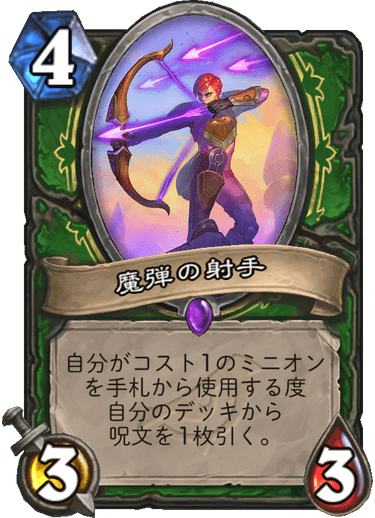 4
魔弾の射手
自分がコスト1のミニオン
を手札から使用する度
自分のデッキから
呪文を1枚引く。
3
3